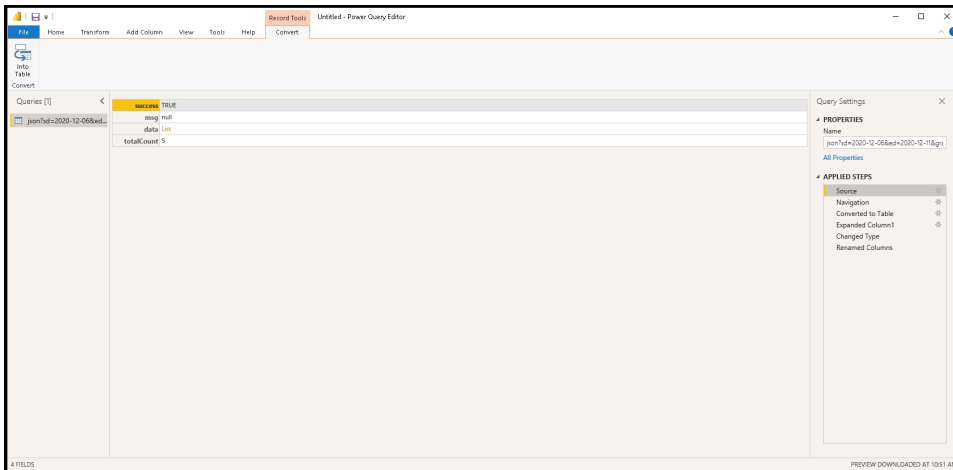 Record Tools
Untitled - Power Query Editor
File Home Transform Add Column View Tools Help Convert
Into
Table
Convert
Queries [1]
json?sd=2020-12-06&ed...
success TRUE
msg null
data List
totalCount 5
Query Settings
PROPERTIES
Name
json?sd=2020-12-06&ed=2020-12-11&gr
All Properties
APPLIED STEPS
Source
Navigation
Converted to Table
Expanded Column1
Changed Type
Renamed Columns
4 FIELDS
PREVIEW DOWNLOADED AT 10:51 A